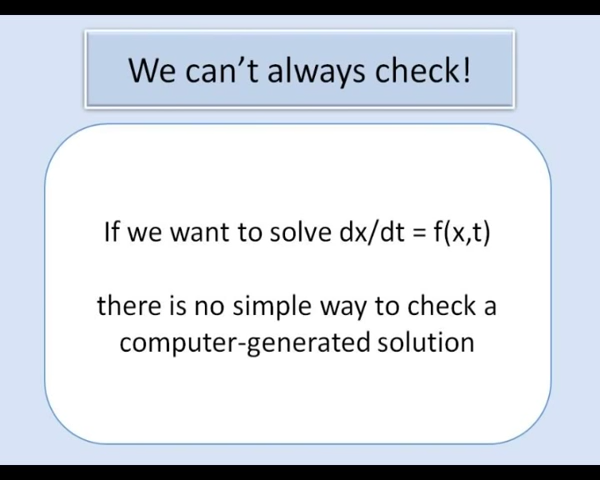 We can’t always check!
If we want to solve dx/dt = f(x,t)
there is no simple way to check a
computer-generated solution